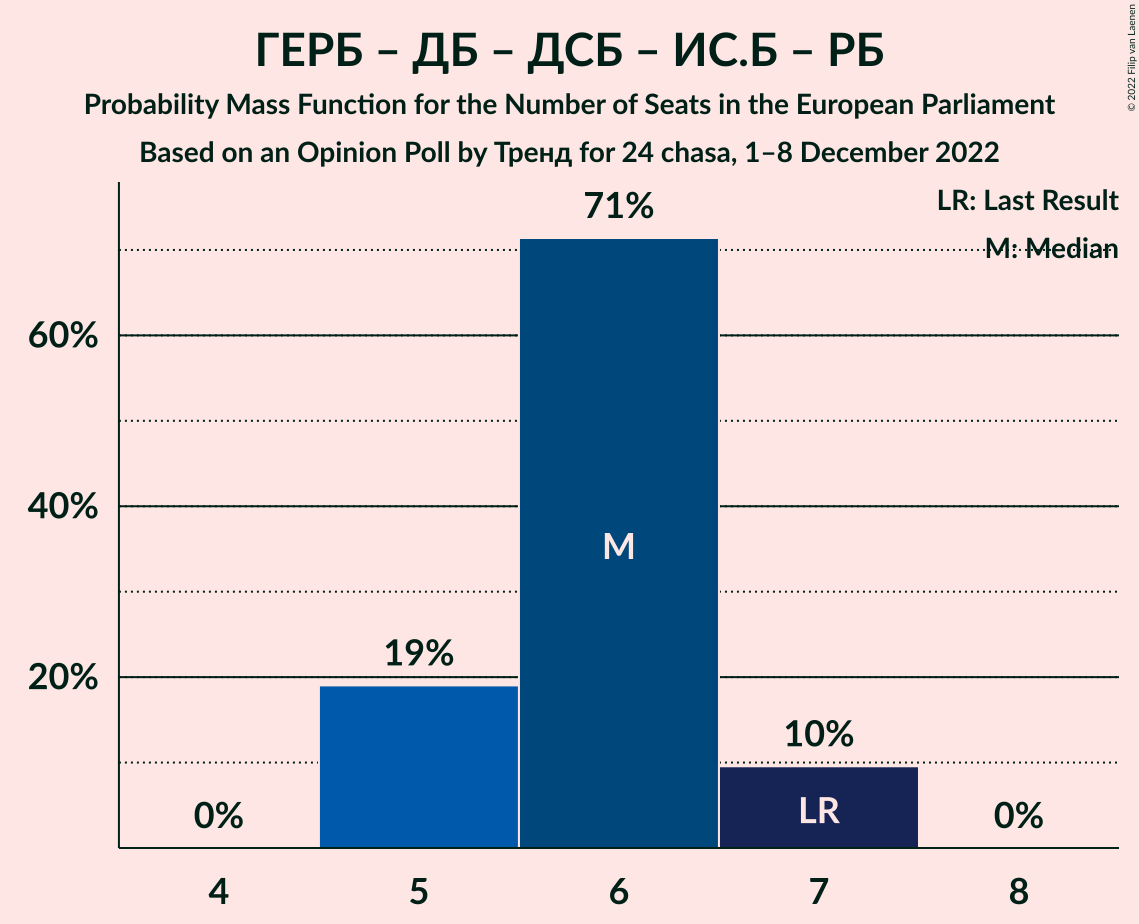 ГЕРБ – ДБ – ДСБ – ИС.Б – РБ
Probability Mass Function for the Number of Seats in the European Parliament
Based on an Opinion Poll by Тренд for 24 chasa, 1–8 December 2022
© 2022 Filip van Laenen
LR: Last Result
M: Median
71%
60%
40%
M
19%
20%
10%
LR
0%
0%
4
5
6
7
8